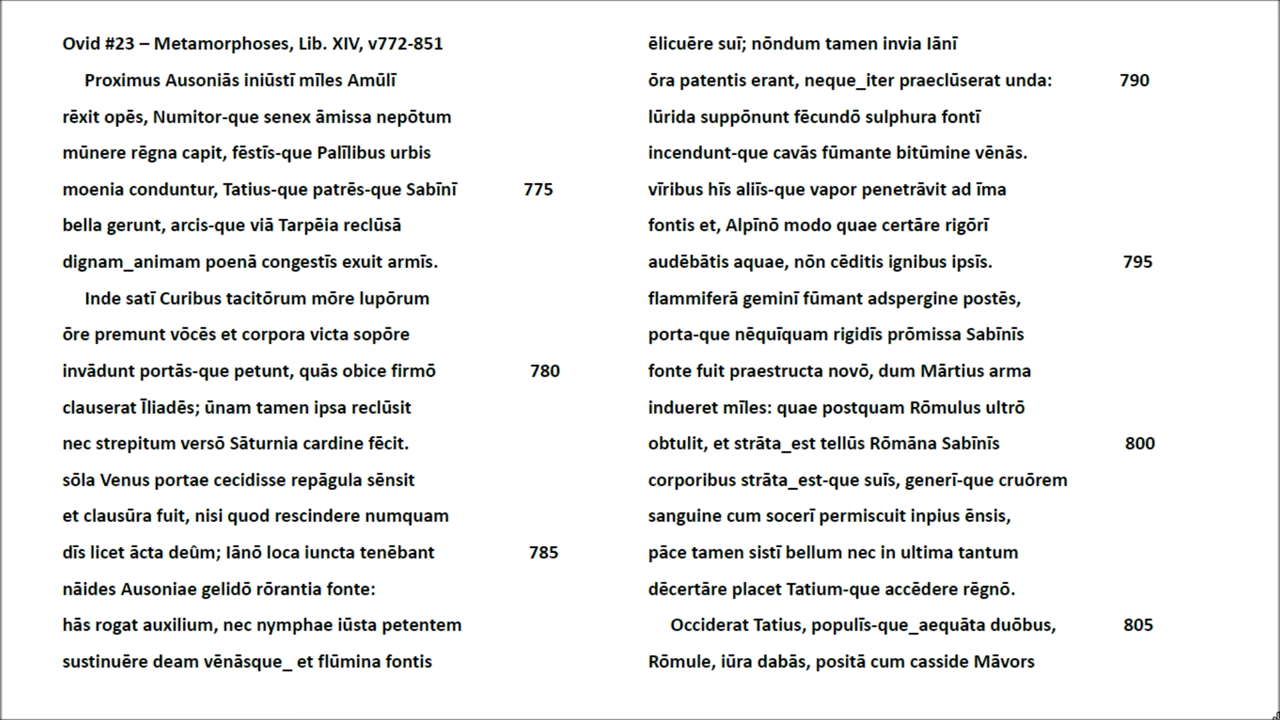 Ovid #23 – Metamorphoses, Lib. XIV, v772-851
Proximus Ausoniās iniūstī mīles Amūlī
rēxit opēs, Numitor-que senex āmissa nepōtum
mūnere rēgna capit, fēstīs-que Palīlibus urbis
moenia conduntur, Tatius-que patrēs-que Sabīnī 775
bella gerunt, arcis-que viā Tarpēia reclūsā
dignam_animam poenā congestīs exuit armīs.
Inde satī Curibus tacitōrum mōre lupōrum
ōre premunt vōcēs et corpora victa sopōre
invādunt portās-que petunt, quās obice firmō 780
clauserat Īliadēs; ūnam tamen ipsa reclūsit
nec strepitum versō Sāturnia cardine fēcit.
sōla Venus portae cecidisse repāgula sēnsit
et clausūra fuit, nisi quod rescindere numquam
dīs licet ācta deûm; Iānō loca iuncta tenēbant 785
nāides Ausoniae gelidō rōrantia fonte:
hās rogat auxilium, nec nymphae iūsta petentem
sustinuēre deam vēnāsque_ et flūmina fontis
ēlicuēre suī; nōndum tamen invia Iānī
ōra patentis erant, neque_iter praeclūserat unda: 790
lūrida suppōnunt fēcundō sulphura fontī
incendunt-que cavās fūmante bitūmine vēnās.
vīribus hīs aliīs-que vapor penetrāvit ad īma
fontis et, Alpīnō modo quae certāre rigōrī
audēbātis aquae, nōn cēditis ignibus ipsīs. 795
flammiferā geminī fūmant adspergine postēs,
porta-que nēquīquam rigidīs prōmissa Sabīnīs
fonte fuit praestructa novō, dum Mārtius arma
indueret mīles: quae postquam Rōmulus ultrō
obtulit, et strāta_est tellūs Rōmāna Sabīnīs 800
corporibus strāta_est-que suīs, generī-que cruōrem
sanguine cum socerī permiscuit inpius ēnsis,
pāce tamen sistī bellum nec in ultima tantum
dēcertāre placet Tatium-que accēdere rēgnō.
Occiderat Tatius, populīs-que_aequāta duōbus, 805
Rōmule, iūra dabās, positā cum casside Māvors